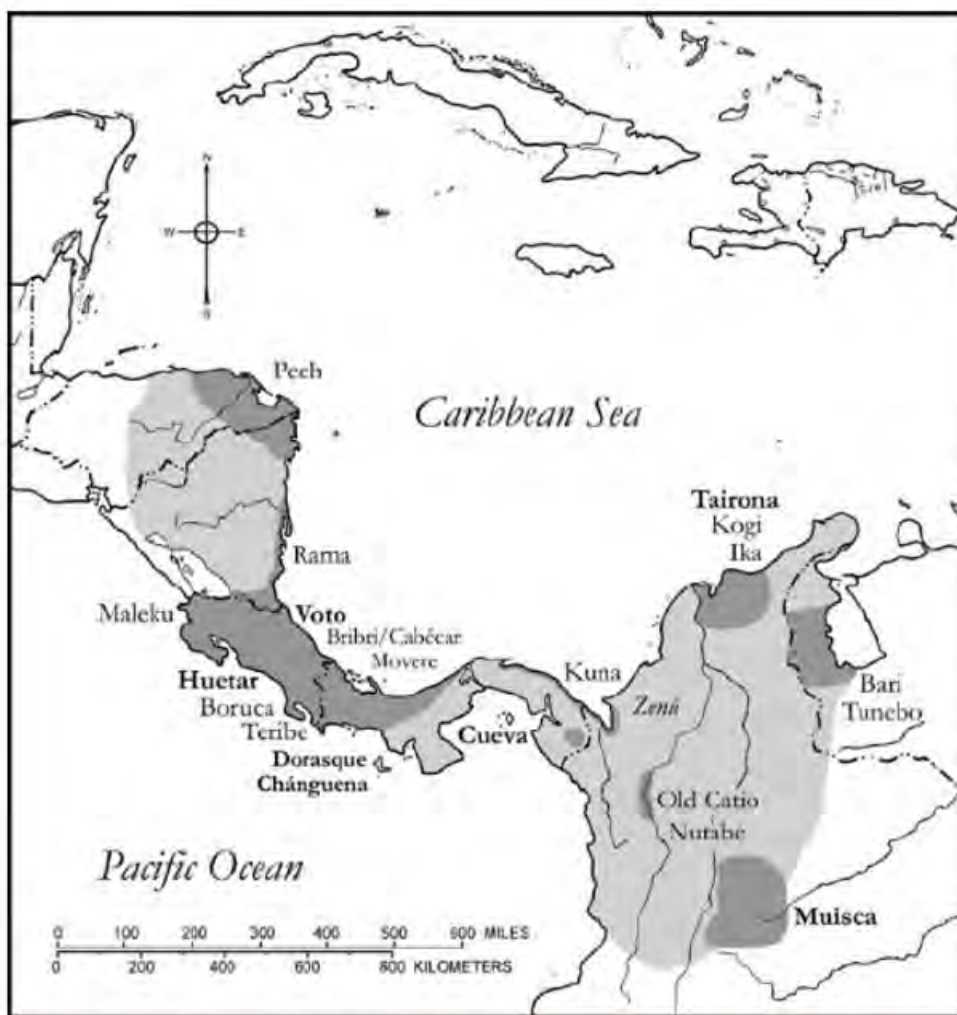 N
W E
S
Pech
Caribbean Sea
Tairona
Kogi
Ika
Rama
Maleku
Voto
Bribri/Cabécar
Movere
Kuna
Huetar
Boruca
Teribe
Zenú
Bari
Tunebo
Cueva
Dorasque
Chánguena
Old Catio
Nutabe
Pacific Ocean
Muisca
0 100 200 300 400 500 600 MILES
0 200 400 600 800 KILOMETERS